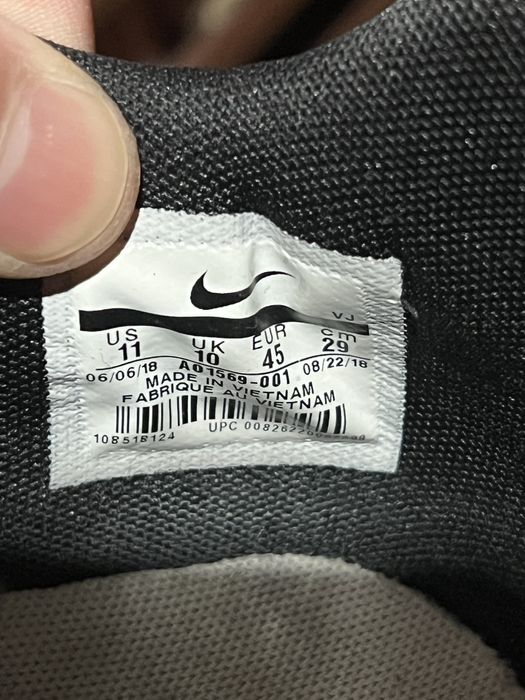 VJ
US UK EUR cm
11 10 45 29
06/06/18 AO1569-001 08/22/18
MADE IN VIETNAM
FABRIQUE AU VIETNAM
108518124 UPC